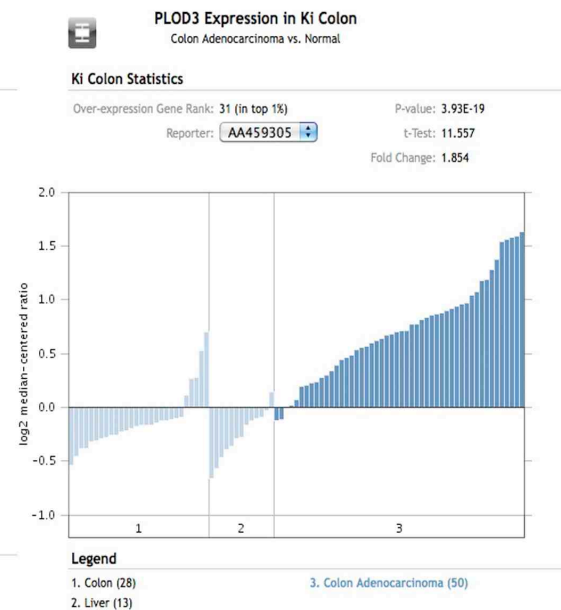 PLOD3 Expression in Ki Colon
Colon Adenocarcinoma vs. Normal
Ki Colon Statistics
Over-expression Gene Rank: 31 (in top 1%)
P-value: 3.93E-19
Reporter: AA459305
t-Test: 11.557
Fold Change: 1.854
2.0
1.5
1.0
0.5
0.0
-0.5
-1.0
log2 median-centered ratio
1 2 3
Legend
1. Colon (28)
3. Colon Adenocarcinoma (50)
2. Liver (13)